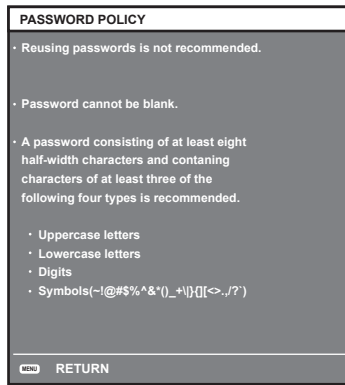 PASSWORD POLICY
· Reusing passwords is not recommended.
· Password cannot be blank.
· A password consisting of at least eight
half-width characters and contaning
characters of at least three of the
following four types is recommended.
· Uppercase letters
· Lowercase letters
· Digits
· Symbols(~!@#$%^&*()_+\|}{][<>.,/?`)
MENU RETURN